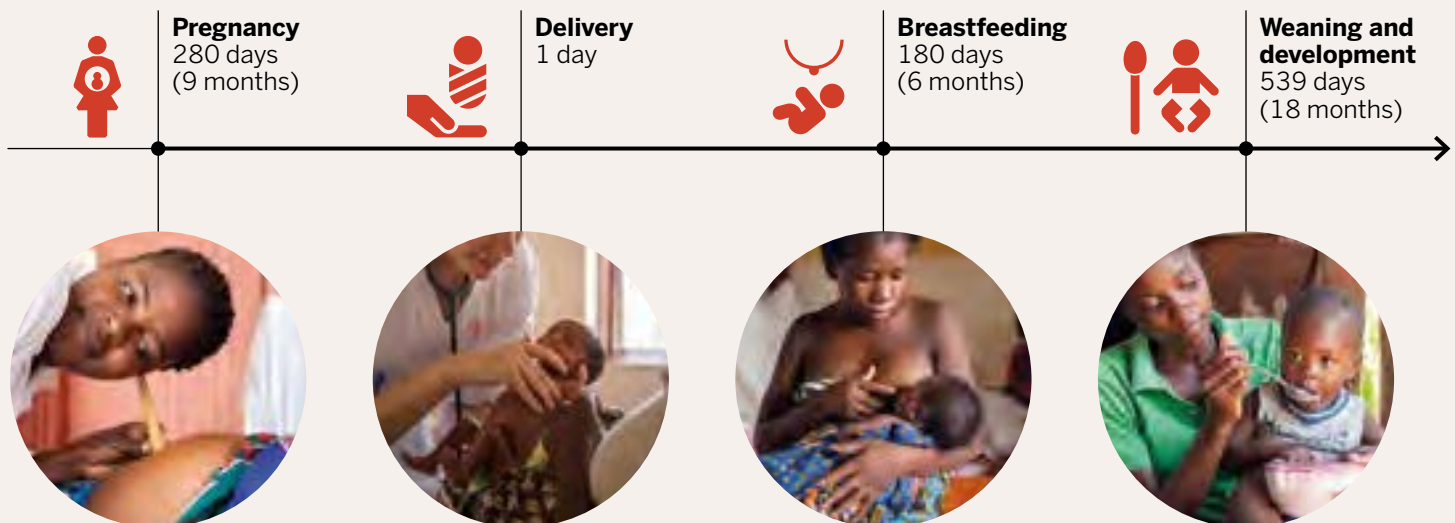 Pregnancy
280 days
(9 months)
Delivery
1 day
Breastfeeding
180 days
(6 months)
Weaning and
development
539 days
(18 months)